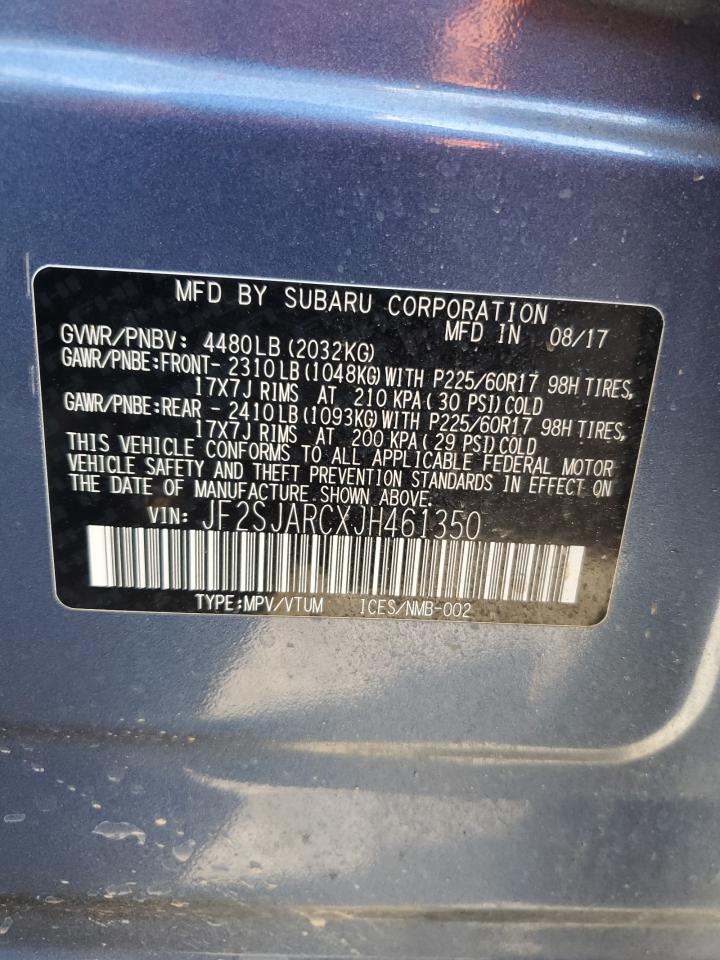 MFD BY SUBARU CORPORATION
MFD IN 08/17
GVWR/PNBV: 4480LB(2032KG)
GAWR/PNBE:FRONT- 2310LB(1048KG)WITH P225/60R17 98H TIRES,
17X7J RIMS AT 210 KPA(30 PSI)COLD
GAWR/PNBE:REAR - 2410LB(1093KG)WITH P225/60R17 98H TIRES,
17X7J RIMS AT 200 KPA(29 PSI)COLD
THIS VEHICLE CONFORMS TO ALL APPLICABLE FEDERAL MOTOR
VEHICLE SAFETY AND THEFT PREVENTION STANDARDS IN EFFECT ON
THE DATE OF MANUFACTURE SHOWN ABOVE.
VIN: JF2SJARCXJH461350
TYPE:MPV/VTUM ICES/NMB-002